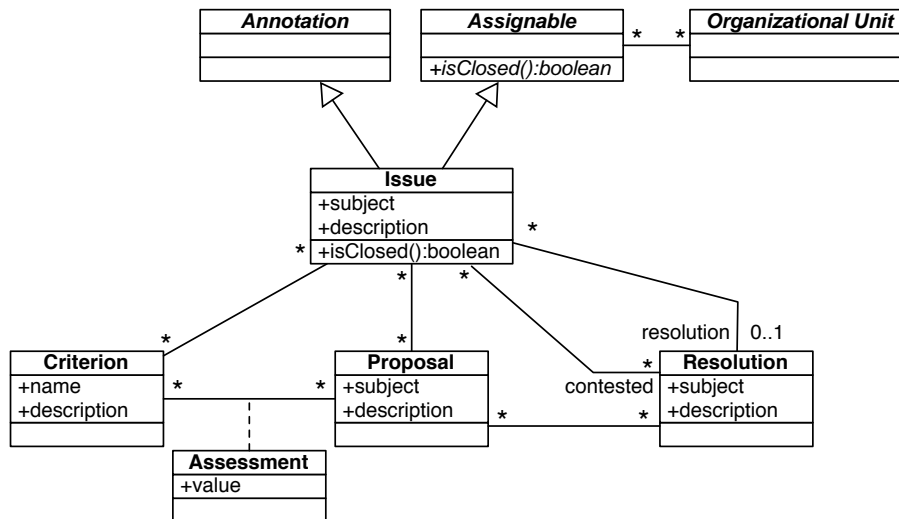 Annotation
Assignable
Organizational Unit
* *
+isClosed():boolean
Issue
+subject
+description
+isClosed():boolean
*
*
*
*
resolution 0..1
*
*
*
contested
Criterion
+name
+description
*
*
Proposal
+subject
+description
*
*
Resolution
+subject
+description
Assessment
+value